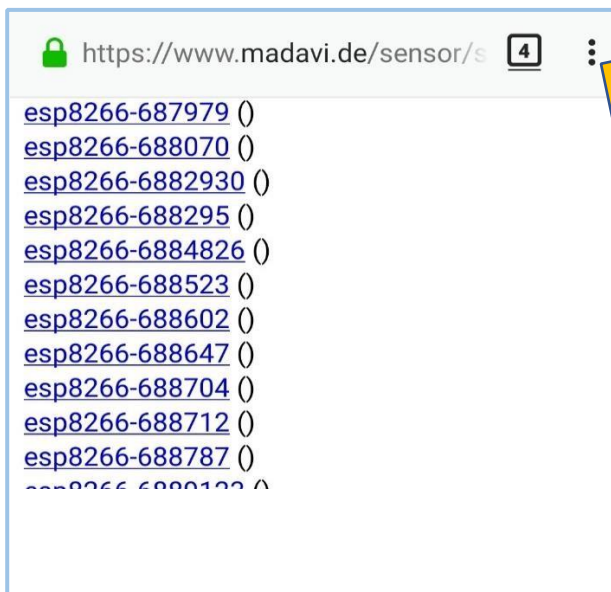 https://www.madavi.de/sensor/s 4
esp8266-687979 ()
esp8266-688070 ()
esp8266-6882930 ()
esp8266-688295 ()
esp8266-6884826 ()
esp8266-688523 ()
esp8266-688602 ()
esp8266-688647 ()
esp8266-688704 ()
esp8266-688712 ()
esp8266-688787 ()